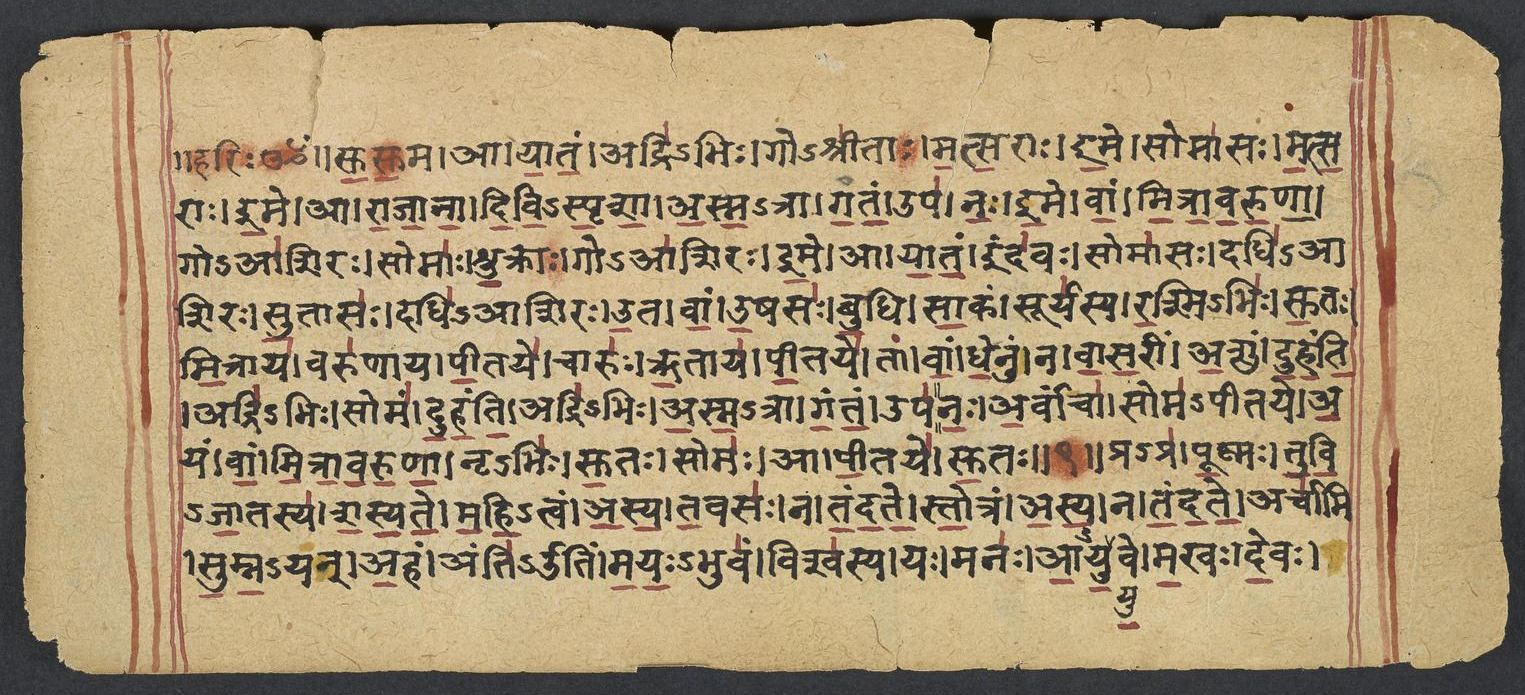 ॥हरिः ॐ॥ सुसुम। आ। यातं। अद्रिऽभिः। गोऽश्रीताः। मत्सराः। इमे। सोमासः। मत्स
राः। इमे। आ। राजाना। दिविऽस्पृशा। अस्मऽत्रा। गंतं। उप। नः। इमे। वां। मित्रावरुणा।
गोऽआशिरः। सोमाः। शुक्राः। गोऽआशिरः। इमे। आ। यातं। इंदवः। सोमासः। दधिऽआ
शिरः। सुतासः। दधिऽआशिरः। उत। वां। उषसः। बुधि। साकं। सूर्यस्य। रश्मिऽभिः। सुतः।
मित्राय। वरुणाय। पीतये। चारुः। ऋताय। पीतये। तां। वां। धेनुं। न। वासरीं। अंशुं। दुहंति
।अद्रिऽभिः। सोमं। दुहंति। अद्रिऽभिः। अस्मऽत्रा। गंतं। उप॥नः। अर्वांचा। सोमऽपीतये। अ
यं। वां। मित्रावरुणा। नृऽभिः। सुतः। सोमः। आ। पीतये। सुतः॥१॥ प्रऽप्र। पूष्णः। तुवि
ऽजातस्य। शस्यते। महिऽत्वं। अस्य। तवसः। न। तंदते। स्तोत्रं। अस्य। न। तंदते। अर्चामि
।सुम्नऽयन्। अहं। अंतिऽऊतिं। मयःऽभुवं। विश्वस्य। यः। मनः। आयुवे। मखः। देवः।
यु